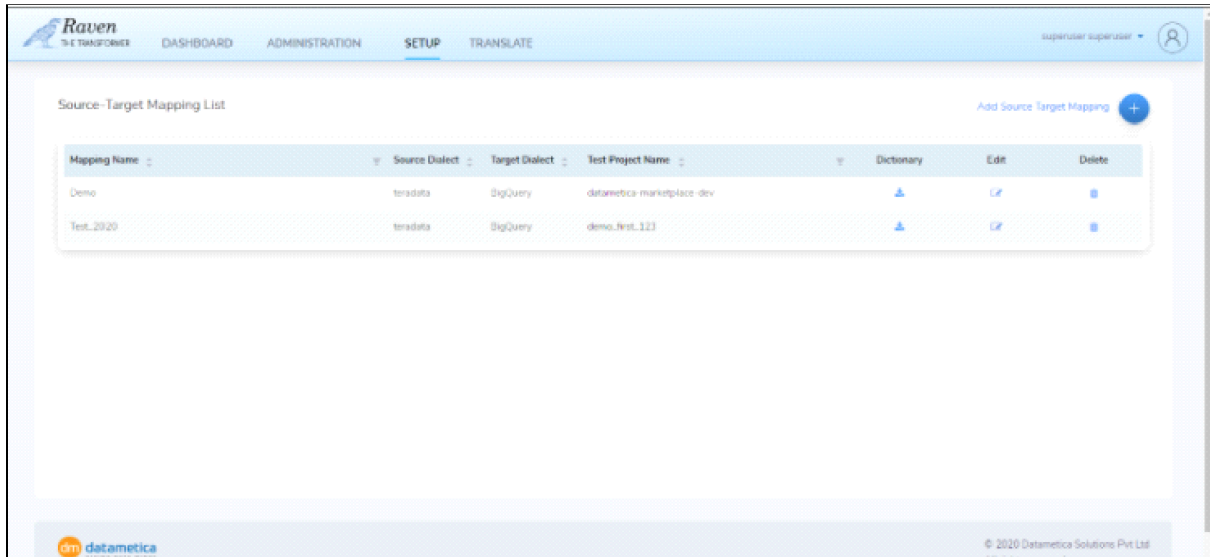 Raven
THE TRANSFORMER
DASHBOARD ADMINISTRATION SETUP TRANSLATE superuser superuser
Source-Target Mapping List Add Source Target Mapping +
Mapping Name Source Dialect Target Dialect Test Project Name Dictionary Edit Delete
Demo teradata BigQuery datametica-marketplace-dev
Test_2020 teradata BigQuery demo_first_123
dm datametica © 2020 Datametica Solutions Pvt Ltd